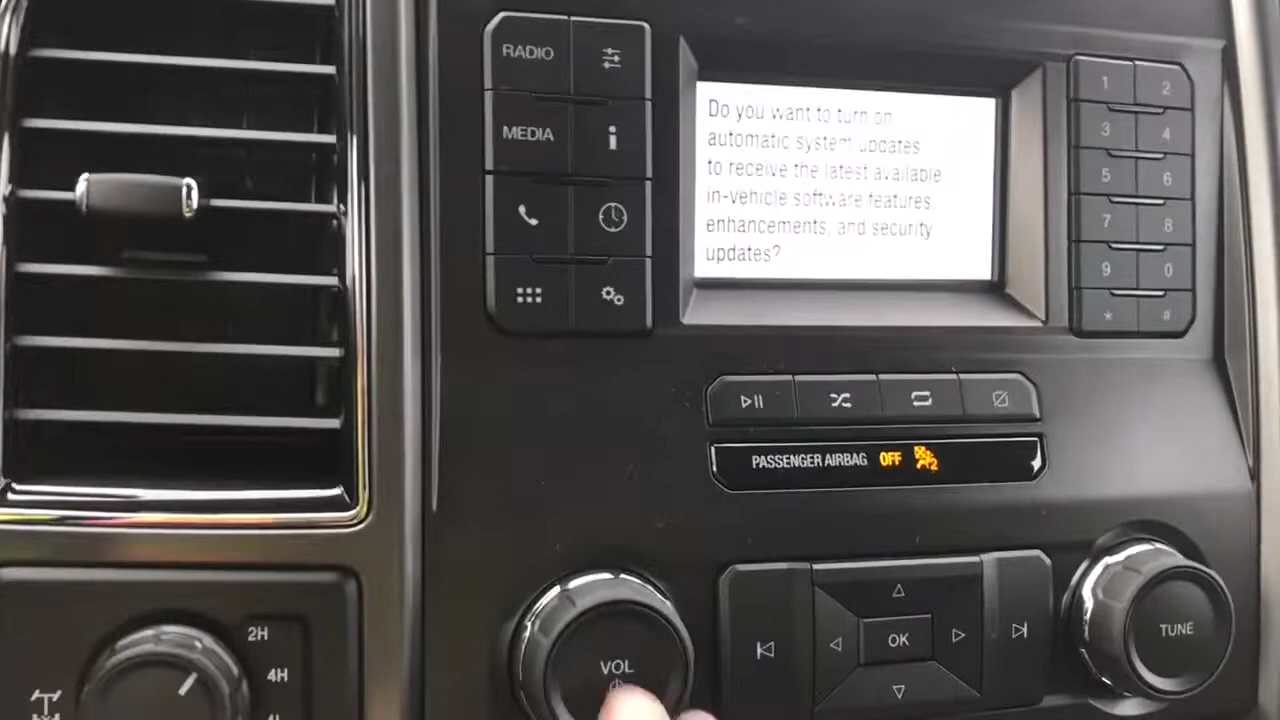 RADIO
MEDIA
Do you want to turn on
automatic system updates
to receive the latest available
in-vehicle software features,
enhancements, and security
updates?
1 2
3 4
5 6
7 8
9 0
* #
PASSENGER AIRBAG OFF
2
VOL
OK
TUNE
2H
4H